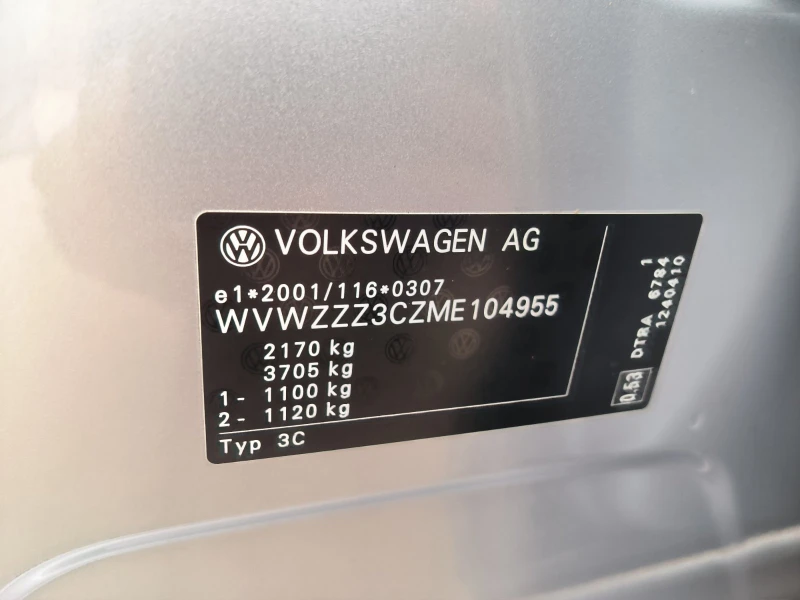 VOLKSWAGEN AG
e1*2001/116*0307
WVWZZZ3CZME104955
2170 kg
3705 kg
1- 1100 kg
2- 1120 kg
Typ 3C
0.53
DTRA 6784 1
1240410